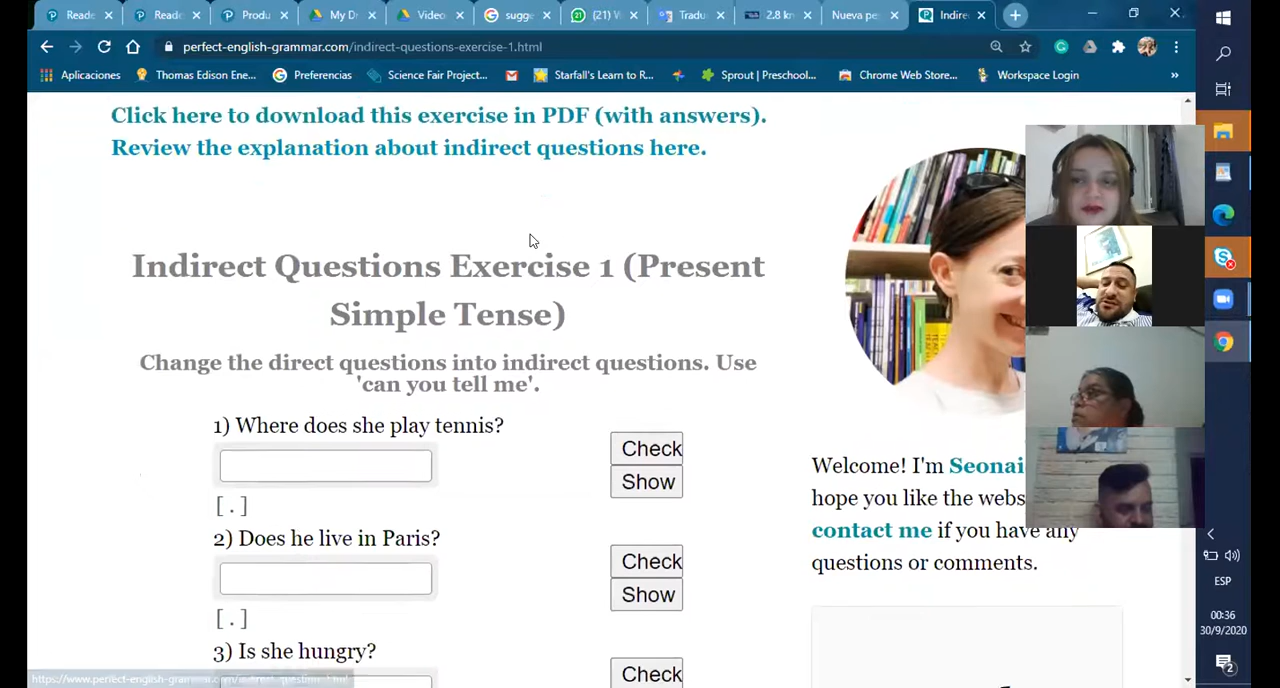 Reade
Readi
Produ
My Dr
Video
sugge
(21) W
Tradu
2.8 k
Nueva pe
Indire
perfect-english-grammar.com/indirect-questions-exercise-1.html
Aplicaciones
Thomas Edison Ene...
Preferencias
Science Fair Project...
Starfall's Learn to R...
Sprout | Preschool...
Chrome Web Store...
Workspace Login
»
Click here to download this exercise in PDF (with answers).
Review the explanation about indirect questions here.
Indirect Questions Exercise 1 (Present
Simple Tense)
Change the direct questions into indirect questions. Use
'can you tell me'.
1) Where does she play tennis?
Check
Show
[ . ]
2) Does he live in Paris?
Check
Show
[ . ]
3) Is she hungry?
Check
Welcome! I'm Seonai
hope you like the webs
contact me if you have any
questions or comments.
ESP
00:36
30/9/2020
2